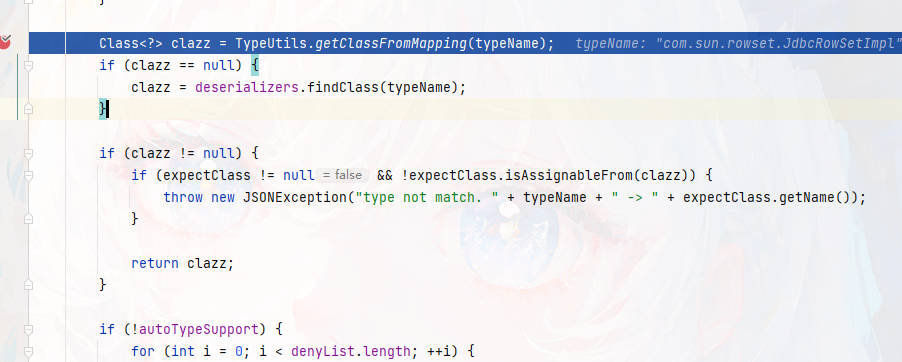 }
Class<?> clazz = TypeUtils.getClassFromMapping(typeName);   typeName: "com.sun.rowset.JdbcRowSetImpl"
if (clazz == null) {
    clazz = deserializers.findClass(typeName);
}
if (clazz != null) {
    if (expectClass != null = false && !expectClass.isAssignableFrom(clazz)) {
        throw new JSONException("type not match. " + typeName + " -> " + expectClass.getName());
    }
    return clazz;
}
if (!autoTypeSupport) {
    for (int i = 0; i < denyList.length; ++i) {